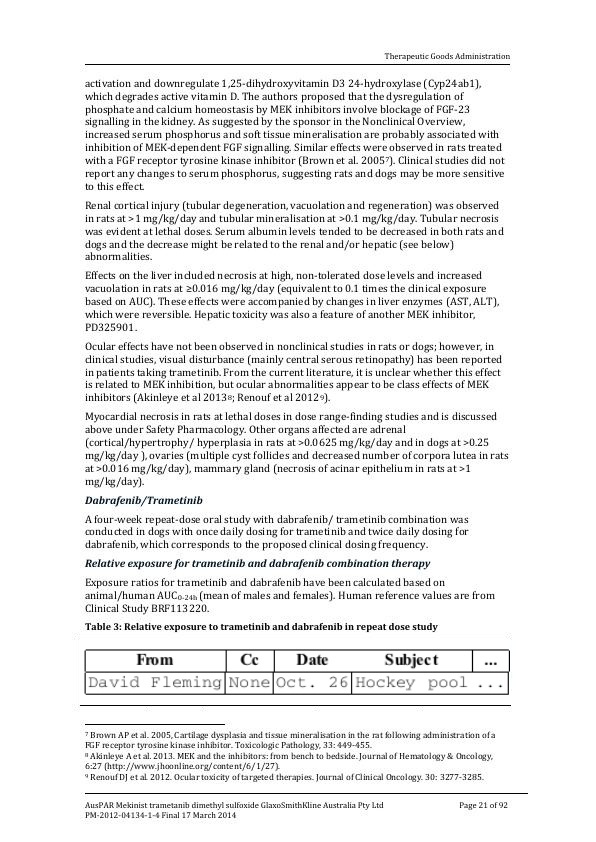 Therapeutic Goods Administration
activation and downregulate 1,25-dihydroxyvitamin D3 24-hydroxylase (Cyp24ab1),
which degrades active vitamin D. The authors proposed that the dysregulation of
phosphate and calcium homeostasis by MEK inhibitors involve blockage of FGF-23
signalling in the kidney. As suggested by the sponsor in the Nonclinical Overview,
increased serum phosphorus and soft tissue mineralisation are probably associated with
inhibition of MEK-dependent FGF signalling. Similar effects were observed in rats treated
with a FGF receptor tyrosine kinase inhibitor (Brown et al. 2005⁷). Clinical studies did not
report any changes to serum phosphorus, suggesting rats and dogs may be more sensitive
to this effect.
Renal cortical injury (tubular degeneration, vacuolation and regeneration) was observed
in rats at >1 mg/kg/day and tubular mineralisation at >0.1 mg/kg/day. Tubular necrosis
was evident at lethal doses. Serum albumin levels tended to be decreased in both rats and
dogs and the decrease might be related to the renal and/or hepatic (see below)
abnormalities.
Effects on the liver included necrosis at high, non-tolerated dose levels and increased
vacuolation in rats at ≥0.016 mg/kg/day (equivalent to 0.1 times the clinical exposure
based on AUC). These effects were accompanied by changes in liver enzymes (AST, ALT),
which were reversible. Hepatic toxicity was also a feature of another MEK inhibitor,
PD325901.
Ocular effects have not been observed in nonclinical studies in rats or dogs; however, in
clinical studies, visual disturbance (mainly central serous retinopathy) has been reported
in patients taking trametinib. From the current literature, it is unclear whether this effect
is related to MEK inhibition, but ocular abnormalities appear to be class effects of MEK
inhibitors (Akinleye et al 2013⁸; Renouf et al 2012⁹).
Myocardial necrosis in rats at lethal doses in dose range-finding studies and is discussed
above under Safety Pharmacology. Other organs affected are adrenal
(cortical/hypertrophy/ hyperplasia in rats at >0.0625 mg/kg/day and in dogs at >0.25
mg/kg/day ), ovaries (multiple cyst follicles and decreased number of corpora lutea in rats
at >0.016 mg/kg/day), mammary gland (necrosis of acinar epithelium in rats at >1
mg/kg/day).
Dabrafenib/Trametinib
A four-week repeat-dose oral study with dabrafenib/ trametinib combination was
conducted in dogs with once daily dosing for trametinib and twice daily dosing for
dabrafenib, which corresponds to the proposed clinical dosing frequency.
Relative exposure for trametinib and dabrafenib combination therapy
Exposure ratios for trametinib and dabrafenib have been calculated based on
animal/human AUC₀₋₂₄ₕ (mean of males and females). Human reference values are from
Clinical Study BRF113220.
Table 3: Relative exposure to trametinib and dabrafenib in repeat dose study
From Cc Date Subject ...
David Fleming None Oct. 26 Hockey pool ...
⁷ Brown AP et al. 2005, Cartilage dysplasia and tissue mineralisation in the rat following administration of a
FGF receptor tyrosine kinase inhibitor. Toxicologic Pathology, 33: 449-455.
⁸ Akinleye A et al. 2013. MEK and the inhibitors: from bench to bedside. Journal of Hematology & Oncology,
6:27 (http://www.jhoonline.org/content/6/1/27).
⁹ Renouf DJ et al. 2012. Ocular toxicity of targeted therapies. Journal of Clinical Oncology. 30: 3277-3285.
AusPAR Mekinist trametanib dimethyl sulfoxide GlaxoSmithKline Australia Pty Ltd Page 21 of 92
PM-2012-04134-1-4 Final 17 March 2014